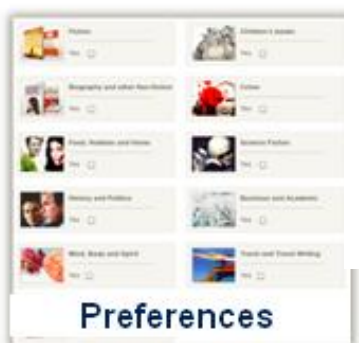 Fiction
Children's books
Yes
Yes
Biography and other Non-fiction
Crime
Yes
Yes
Food, Hobbies and Home
Science Fiction
Yes
Yes
History and Politics
Business and Academic
Yes
Yes
Mind, Body and Spirit
Travel and Travel Writing
Yes
Yes
Preferences